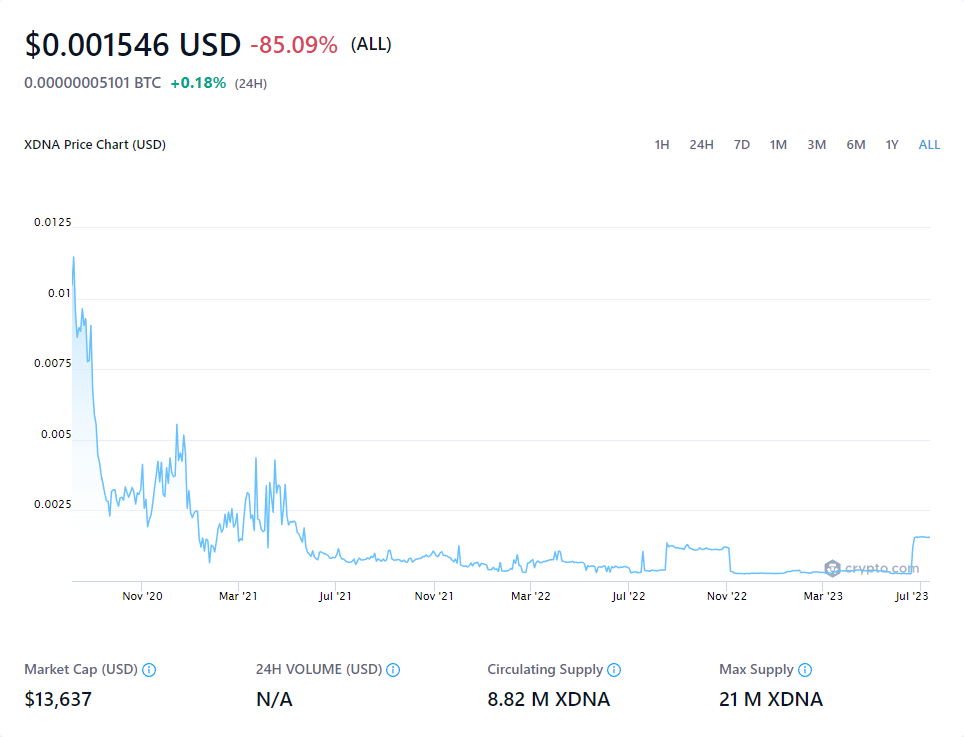 $0.001546 USD -85.09% (ALL)
0.00000005101 BTC +0.18% (24H)
XDNA Price Chart (USD) 1H 24H 7D 1M 3M 6M 1Y ALL
0.0125
0.01
0.0075
0.005
0.0025
crypto.com
Nov '20 Mar '21 Jul '21 Nov '21 Mar '22 Jul '22 Nov '22 Mar '23 Jul '23
Market Cap (USD) 24H VOLUME (USD) Circulating Supply Max Supply
$13,637 N/A 8.82 M XDNA 21 M XDNA